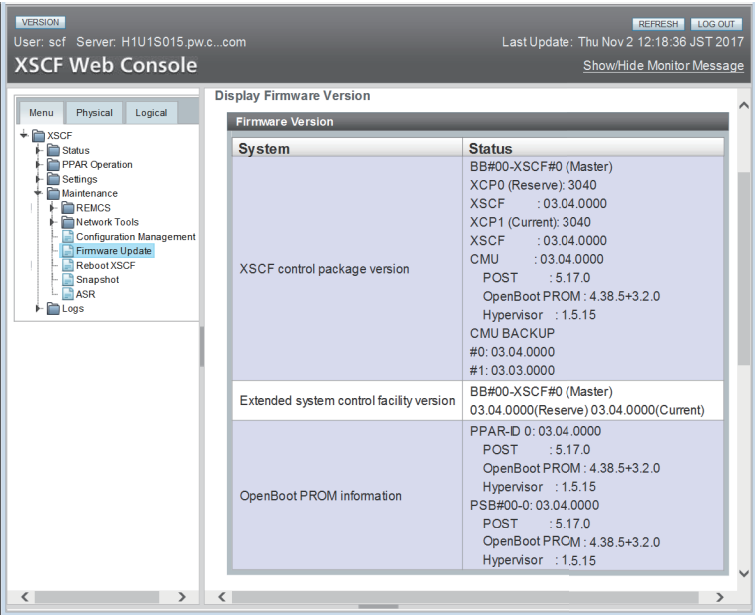 VERSION
REFRESH LOG OUT
User: scf Server: H1U1S015.pw.c...com
Last Update: Thu Nov 2 12:18:36 JST 2017
XSCF Web Console
Show/Hide Monitor Message
Menu Physical Logical
XSCF
Status
PPAR Operation
Settings
Maintenance
REMCS
Network Tools
Configuration Management
Firmware Update
Reboot XSCF
Snapshot
ASR
Logs
Display Firmware Version
Firmware Version
System Status
XSCF control package version
BB#00-XSCF#0 (Master)
XCP0 (Reserve): 3040
XSCF : 03.04.0000
XCP1 (Current): 3040
XSCF : 03.04.0000
CMU : 03.04.0000
POST : 5.17.0
OpenBoot PROM : 4.38.5+3.2.0
Hypervisor : 1.5.15
CMU BACKUP
#0: 03.04.0000
#1: 03.03.0000
Extended system control facility version
BB#00-XSCF#0 (Master)
03.04.0000(Reserve) 03.04.0000(Current)
OpenBoot PROM information
PPAR-ID 0: 03.04.0000
POST : 5.17.0
OpenBoot PROM : 4.38.5+3.2.0
Hypervisor : 1.5.15
PSB#00-0: 03.04.0000
POST : 5.17.0
OpenBoot PROM : 4.38.5+3.2.0
Hypervisor : 1.5.15